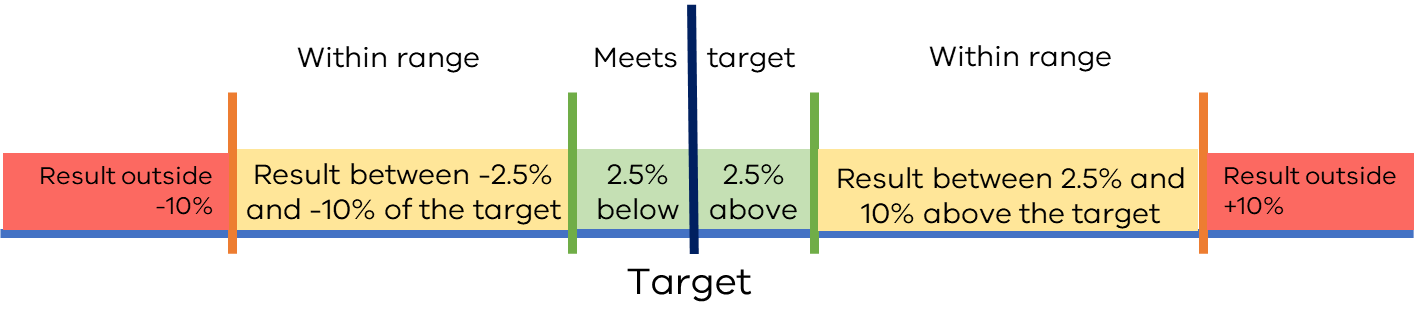 Within range
Meets target
Within range
Result outside
-10%
Result between -2.5%
and -10% of the target
2.5%
below
2.5%
above
Result between 2.5% and
10% above the target
Result outside
+10%
Target